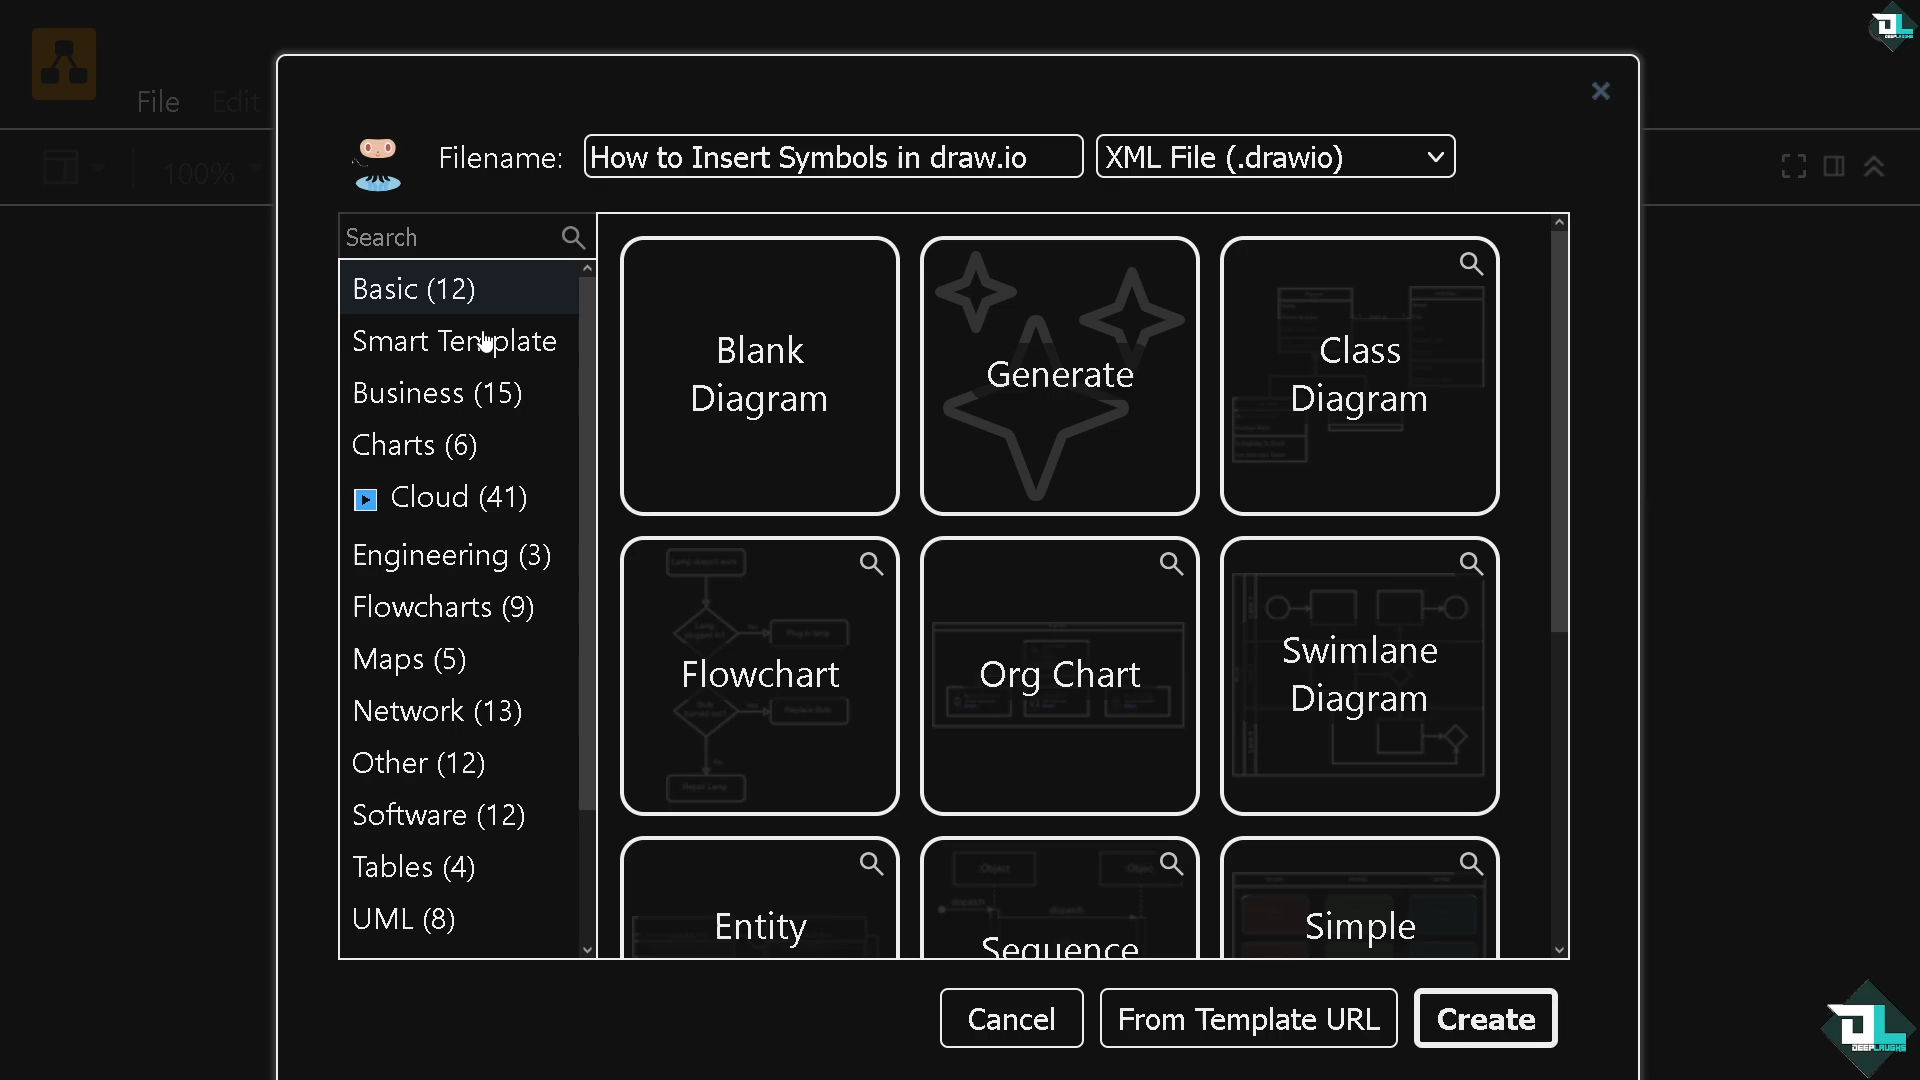 File Edit
100%
Filename: How to Insert Symbols in draw.io XML File (.drawio)
Search
Basic (12)
Smart Template
Business (15)
Charts (6)
Cloud (41)
Engineering (3)
Flowcharts (9)
Maps (5)
Network (13)
Other (12)
Software (12)
Tables (4)
UML (8)
Blank
Diagram
Generate
Class
Diagram
Flowchart
Org Chart
Swimlane
Diagram
Entity
Sequence
Simple
Cancel From Template URL Create
DL
DEEPLAUGHS